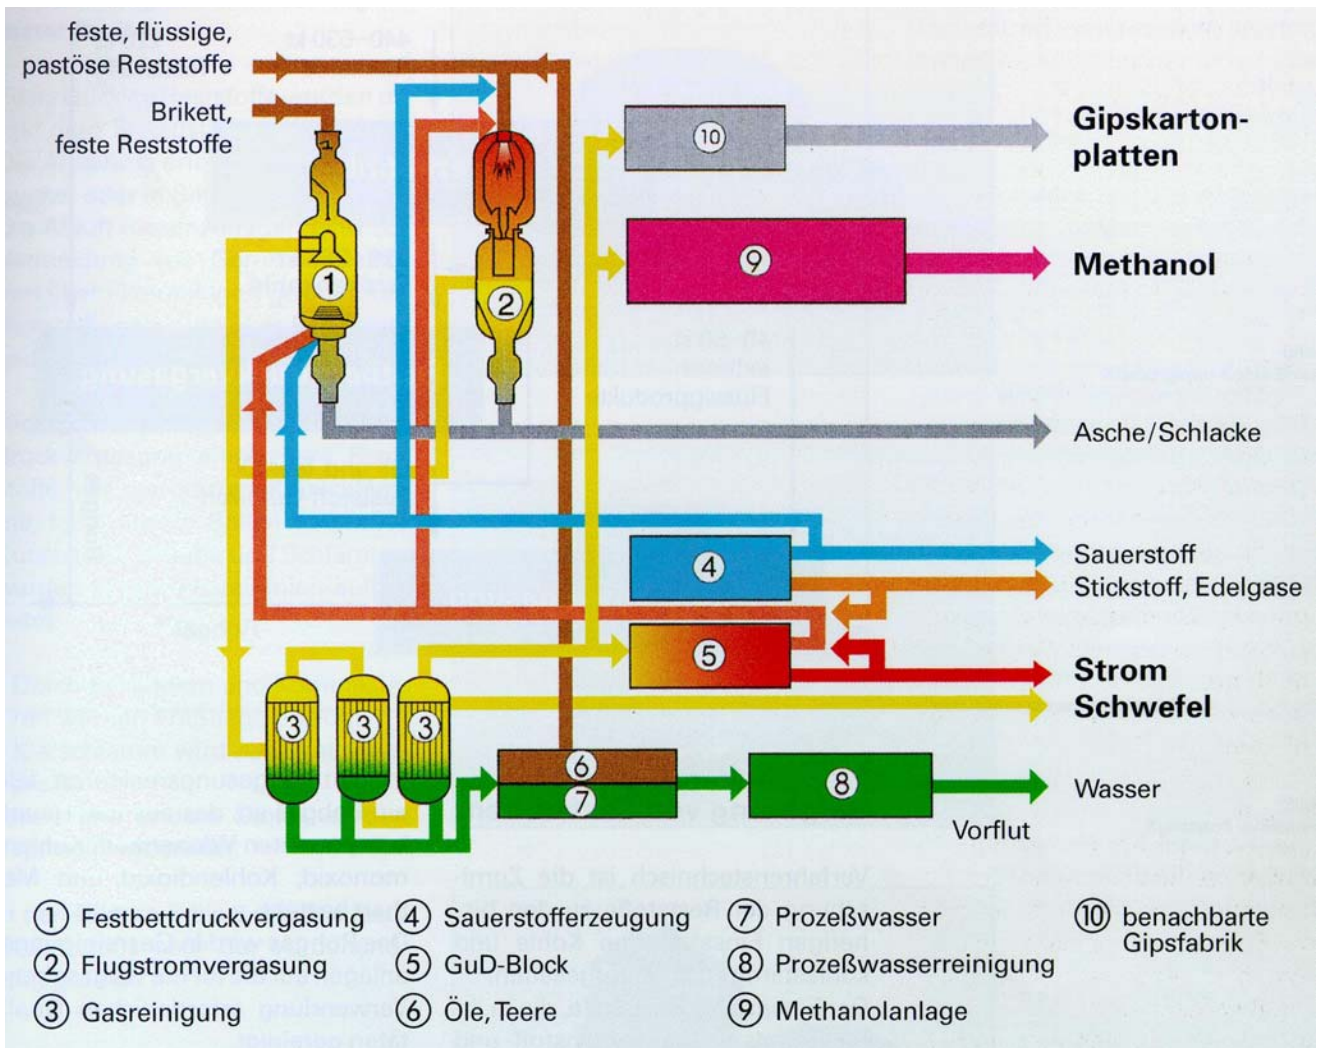 feste, flüssige,
pastöse Reststoffe
Brikett,
feste Reststoffe
1
2
10
Gipskarton-
platten
9
Methanol
Asche/Schlacke
4
Sauerstoff
Stickstoff, Edelgase
5
Strom
Schwefel
3
3
3
6
7
8
Wasser
Vorflut
1 Festbettdruckvergasung
2 Flugstromvergasung
3 Gasreinigung
4 Sauerstofferzeugung
5 GuD-Block
6 Öle, Teere
7 Prozeßwasser
8 Prozeßwasserreinigung
9 Methanolanlage
10 benachbarte
Gipsfabrik